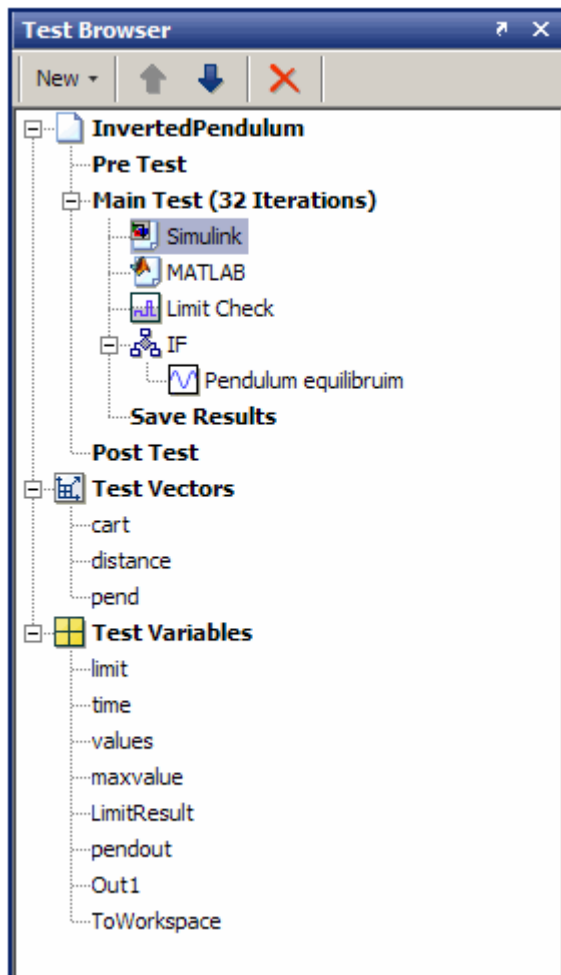 Test Browser
New
InvertedPendulum
Pre Test
Main Test (32 Iterations)
Simulink
MATLAB
Limit Check
IF
Pendulum equilibruim
Save Results
Post Test
Test Vectors
cart
distance
pend
Test Variables
limit
time
values
maxvalue
LimitResult
pendout
Out1
ToWorkspace